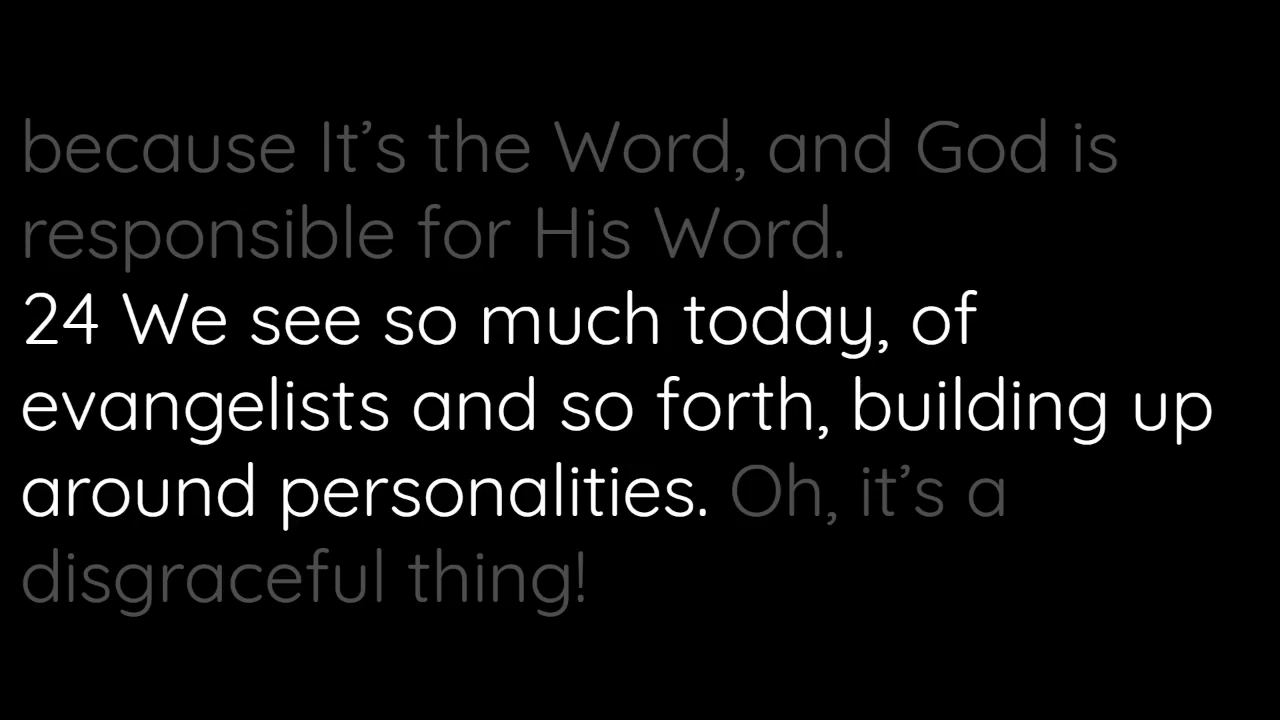 because It’s the Word, and God is
responsible for His Word.
24 We see so much today, of
evangelists and so forth, building up
around personalities. Oh, it’s a
disgraceful thing!